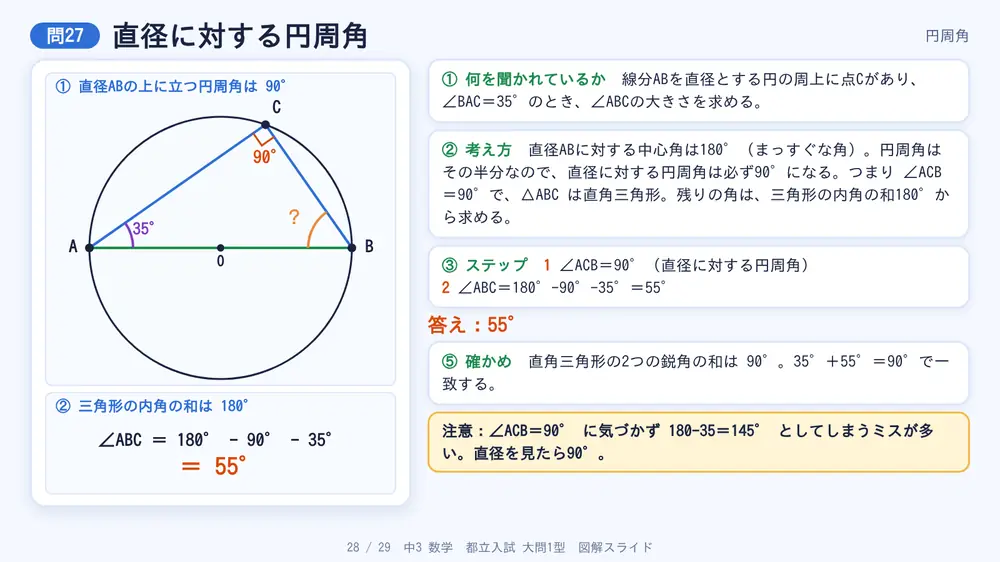 問27 直径に対する円周角
円周角
① 直径ABの上に立つ円周角は 90°
C
90°
35°
?
A
B
O
② 三角形の内角の和は 180°
∠ABC = 180° - 90° - 35°
= 55°
① 何を聞かれているか 線分ABを直径とする円の周上に点Cがあり、
∠BAC=35°のとき、∠ABCの大きさを求める。
② 考え方 直径ABに対する中心角は180°(まっすぐな角)。円周角は
その半分なので、直径に対する円周角は必ず90°になる。つまり ∠ACB
=90°で、△ABC は直角三角形。残りの角は、三角形の内角の和180°か
ら求める。
③ ステップ 1 ∠ACB=90°(直径に対する円周角)
2 ∠ABC=180°-90°-35°=55°
答え:55°
⑤ 確かめ 直角三角形の2つの鋭角の和は 90°。35°+55°=90°で一
致する。
注意:∠ACB=90° に気づかず 180-35=145° としてしまうミスが多
い。直径を見たら90°。
28 / 29 中3 数学 都立入試 大問1型 図解スライド